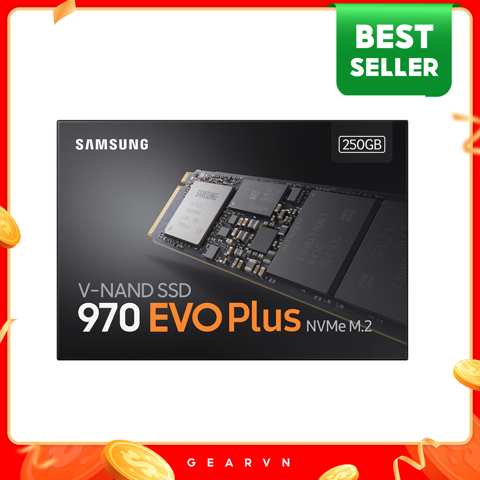 BEST
SELLER
SAMSUNG
250GB
SAMSUNG
V-NAND SSD
970 EVO Plus NVMe M.2
GEARVN